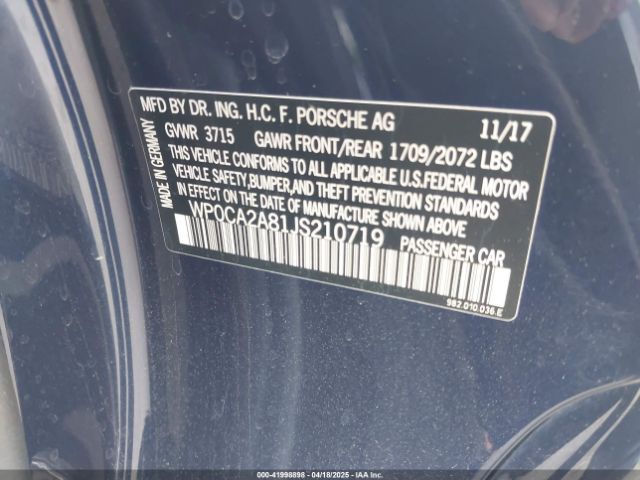 MFD BY DR. ING. H.C. F. PORSCHE AG 11/17
GVWR 3715 GAWR FRONT/REAR 1709/2072 LBS
THIS VEHICLE CONFORMS TO ALL APPLICABLE U.S.FEDERAL MOTOR
VEHICLE SAFETY,BUMPER,AND THEFT PREVENTION STANDARDS
IN EFFECT ON THE DATE OF MANUFACTURE SHOWN ABOVE
WP0CA2A81JS210719 PASSENGER CAR
982.010.036.E
MADE IN GERMANY
000-41998898 - 04/18/2025 - IAA Inc.